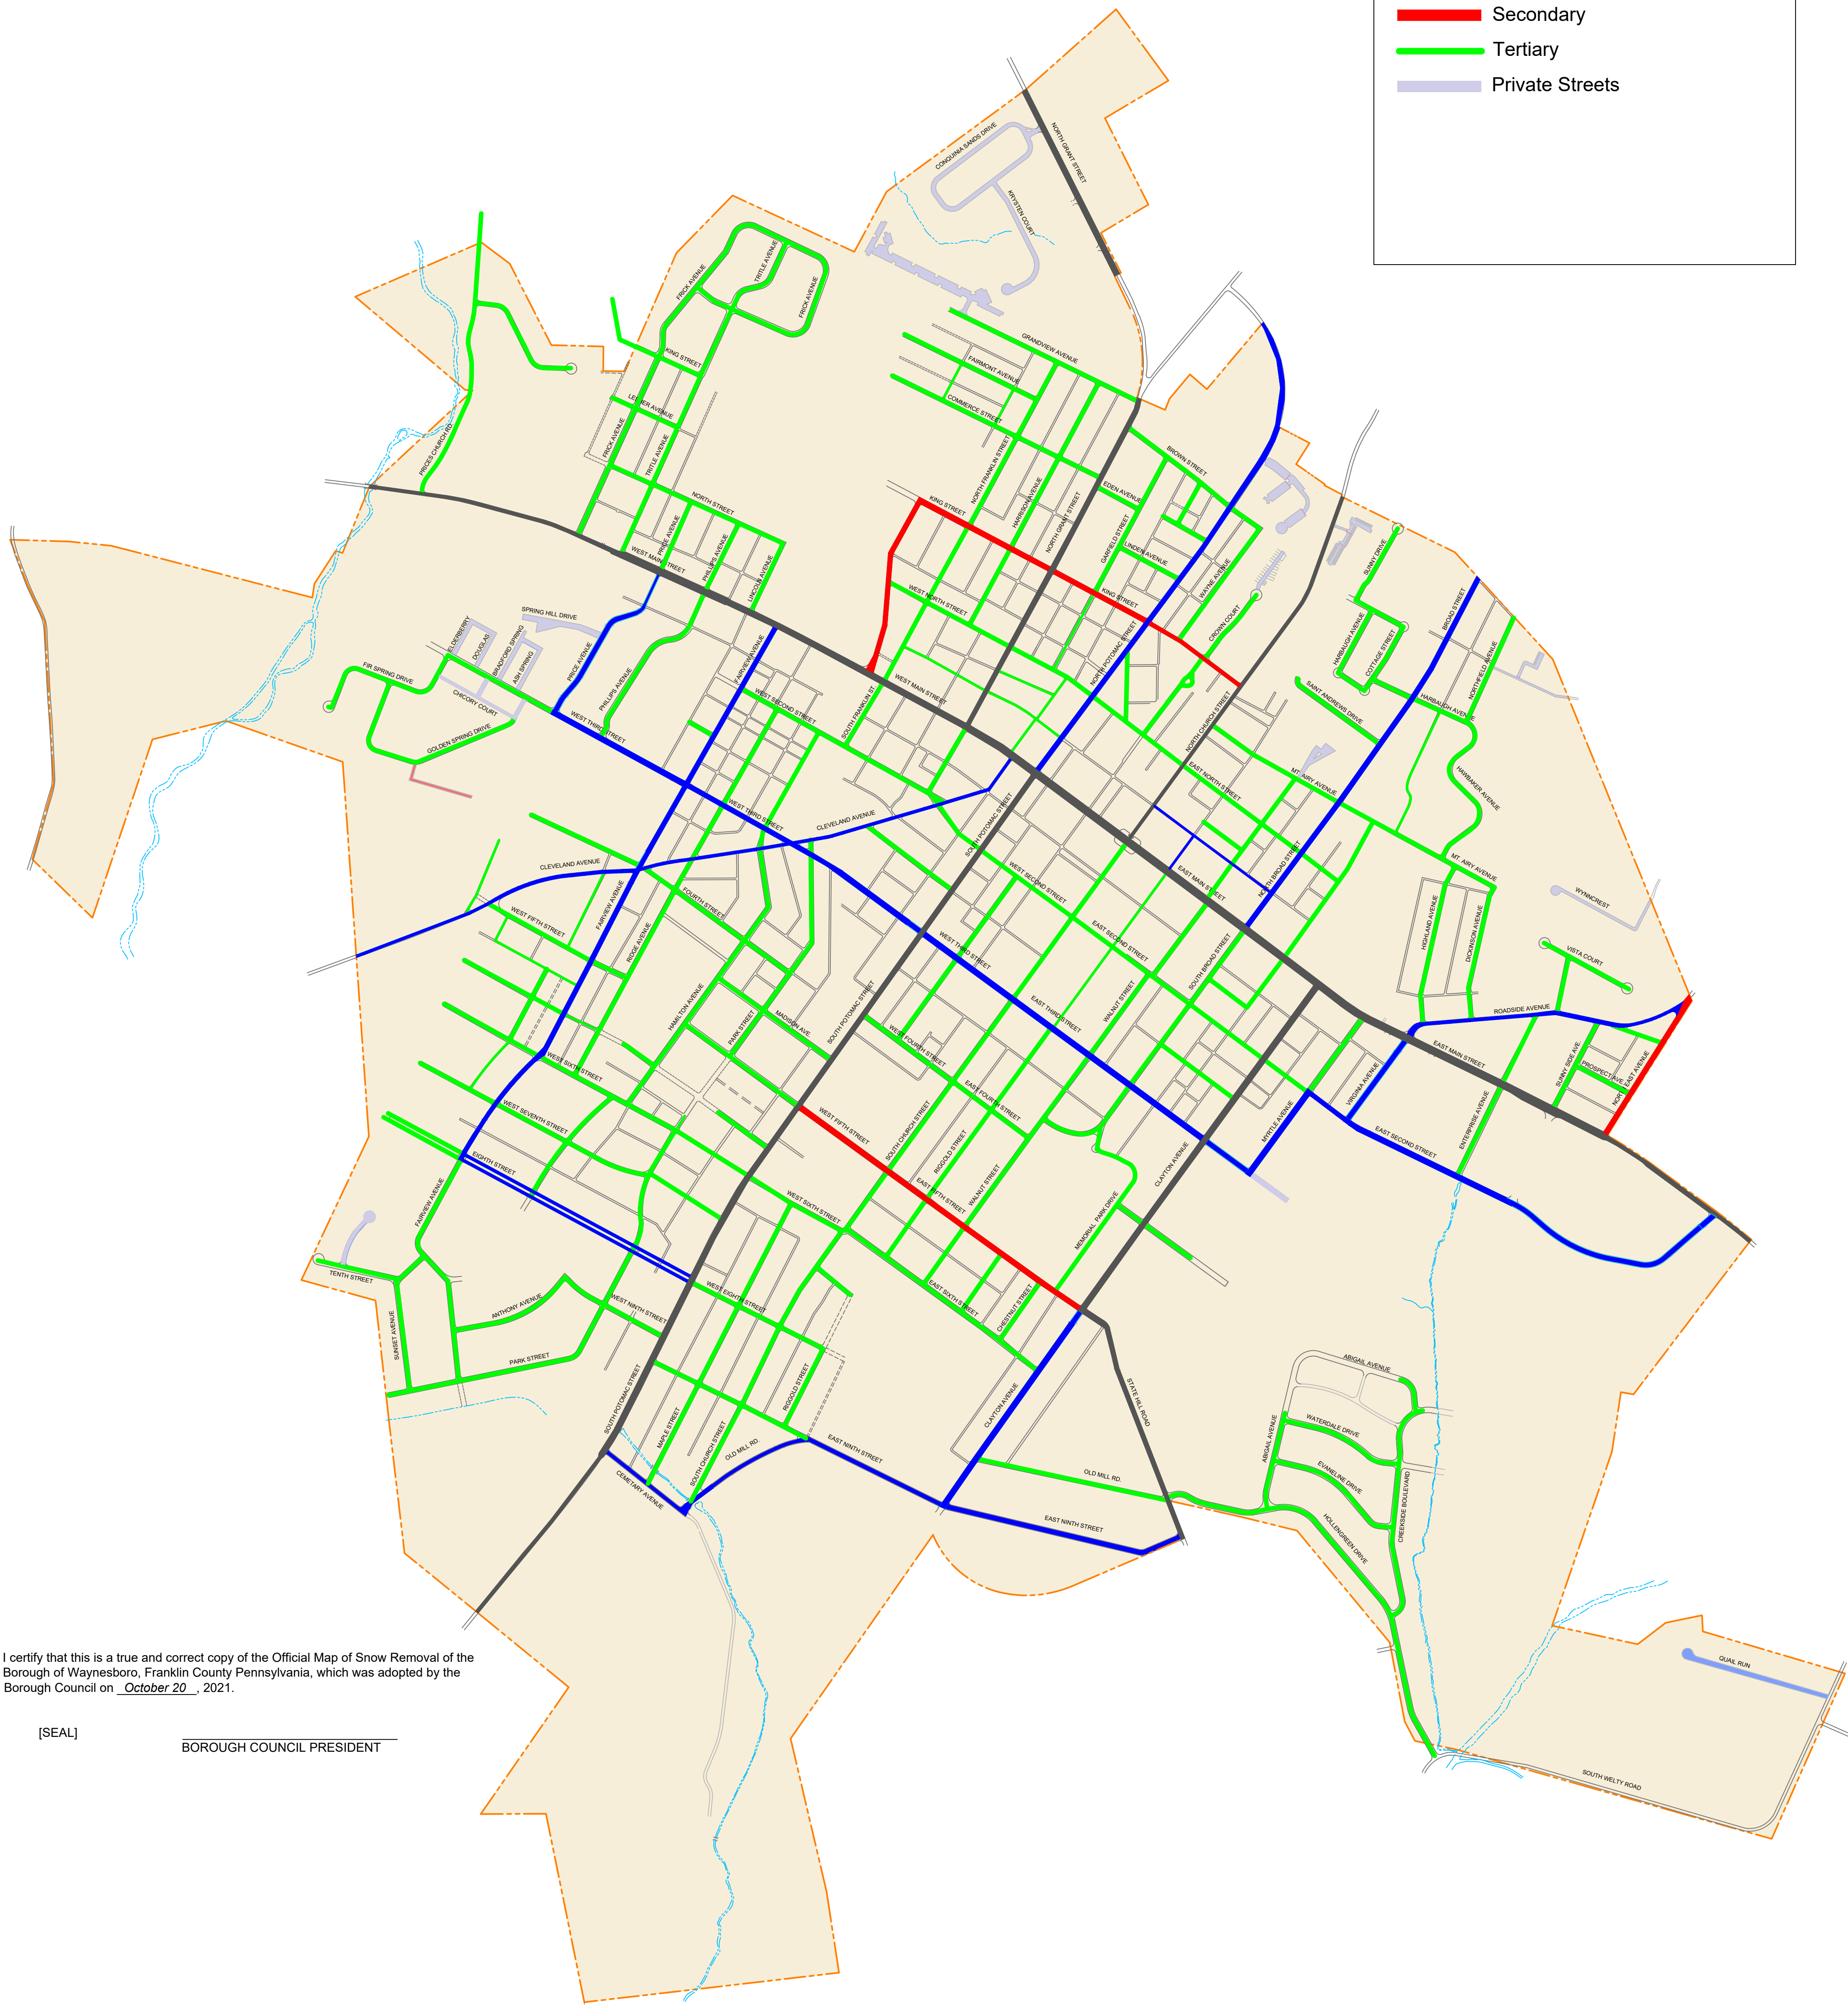 Secondary
Tertiary
Private Streets
CONQUINIA SANDS DRIVE
NORTH GRANT STREET
KRYSTEN COURT
FRICK AVENUE
TRITLE AVENUE
FRICK AVENUE
KING STREET
GRANDVIEW AVENUE
FAIRMONT AVENUE
COMMERCE STREET
PRICES CHURCH RD.
FRICK AVENUE
TRITLE AVENUE
NORTH STREET
BROWN STREET
NORTH FRANKLIN STREET
HARRISON AVENUE
EDEN AVENUE
KING STREET
NORTH GRANT STREET
GARFIELD STREET
LINDEN AVENUE
WAYNE AVENUE
KING STREET
CROWN COURT
SUNNY DRIVE
HARBAUGH AVENUE
COTTAGE STREET
BROAD STREET
NORTHFIELD AVENUE
HARBAUGH AVENUE
SAINT ANDREWS DRIVE
HAWBAKER AVENUE
PRICE AVENUE
PHILLIPS AVENUE
LINCOLN AVENUE
WEST MAIN STREET
SPRING HILL DRIVE
ELDERBERRY
DOUGLAS
BRADFORD SPRING
ASH SPRING
CHICORY COURT
FIR SPRING DRIVE
GOLDEN SPRING DRIVE
PRICE AVENUE
PHILIPS AVENUE
FAIRVIEW AVENUE
WEST NORTH STREET
NORTH POTOMAC STREET
WEST MAIN STREET
SOUTH FRANKLIN ST.
WEST SECOND STREET
WEST THIRD STREET
NORTH CHURCH STREET
EAST NORTH STREET
MT. AIRY AVENUE
MT. AIRY AVENUE
WEST THIRD STREET
CLEVELAND AVENUE
SOUTH POTOMAC STREET
WEST SECOND STREET
EAST MAIN STREET
NORTH BROAD STREET
WYNCREST
HIGHLAND AVENUE
DICKINSON AVENUE
VISTA COURT
ROADSIDE AVENUE
CLEVELAND AVENUE
FAIRVIEW AVENUE
FOURTH STREET
WEST FIFTH STREET
RIDGE AVENUE
HAMILTON AVENUE
PARK STREET
MADISON AVE.
SOUTH POTOMAC STREET
WEST THIRD STREET
EAST SECOND STREET
SOUTH BROAD STREET
EAST THIRD STREET
WALNUT STREET
WEST FOURTH STREET
EAST FOURTH STREET
EAST MAIN STREET
SUNNY SIDE AVE.
PROSPECT AVE.
ENTERPRISE AVENUE
VIRGINIA AVENUE
MYRTLE AVENUE
EAST SECOND STREET
WEST SIXTH STREET
WEST SEVENTH STREET
EIGHTH STREET
FAIRVIEW AVENUE
WEST FIFTH STREET
SOUTH CHURCH STREET
RIGGOLD STREET
WALNUT STREET
EAST FIFTH STREET
CLAYTON AVENUE
MEMORIAL PARK DRIVE
WEST SIXTH STREET
EAST SIXTH STREET
CHESTNUT STREET
TENTH STREET
SUNSET AVENUE
ANTHONY AVENUE
PARK STREET
WEST NINTH STREET
WEST EIGHTH STREET
SOUTH POTOMAC STREET
MAPLE STREET
SOUTH CHURCH STREET
RIGGOLD STREET
CEMETARY AVENUE
OLD MILL RD.
EAST NINTH STREET
CLAYTON AVENUE
STATE HILL ROAD
OLD MILL RD.
EAST NINTH STREET
ABIGAIL AVENUE
ABIGAIL AVENUE
WATERDALE DRIVE
EVANELINE DRIVE
HOLLENGREEN DRIVE
CREEKSIDE BOULEVARD
QUAIL RUN
SOUTH WELTY ROAD
I certify that this is a true and correct copy of the Official Map of Snow Removal of the
Borough of Waynesboro, Franklin County Pennsylvania, which was adopted by the
Borough Council on October 20 , 2021.
[SEAL]
BOROUGH COUNCIL PRESIDENT